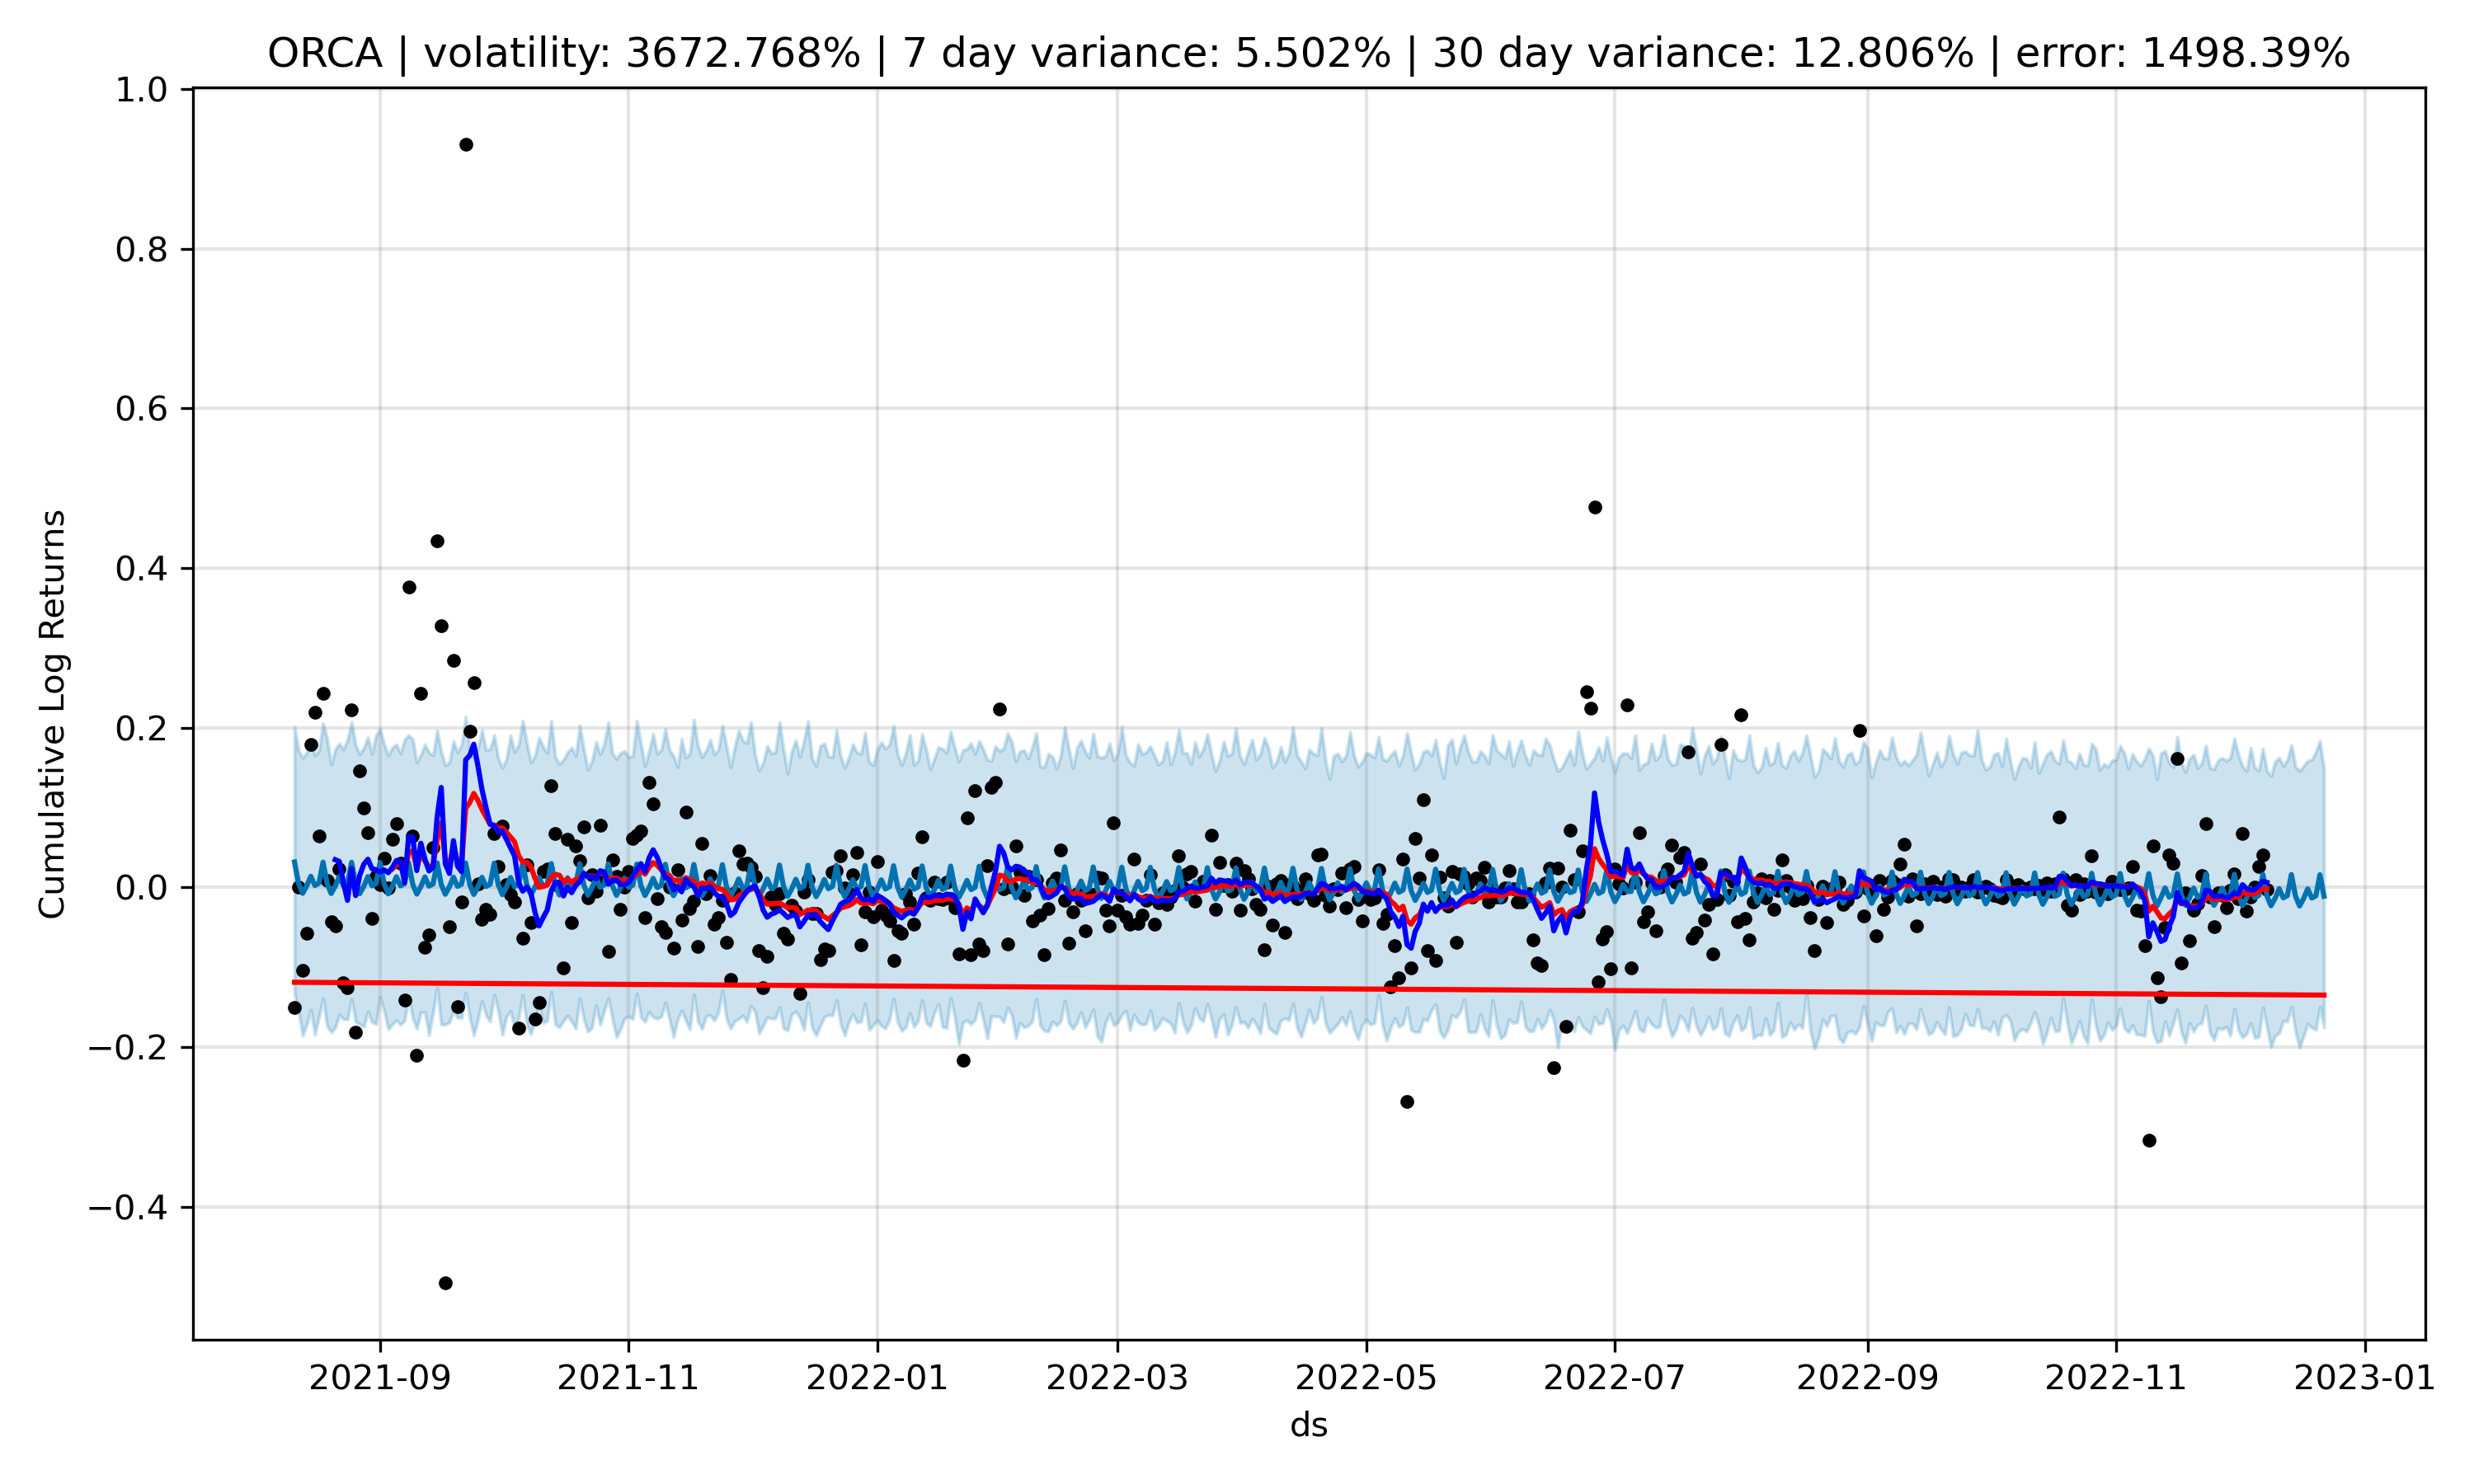 ORCA | volatility: 3672.768% | 7 day variance: 5.502% | 30 day variance: 12.806% | error: 1498.39%
1.0
0.8
0.6
0.4
0.2
0.0
−0.2
−0.4
Cumulative Log Returns
2021-09 2021-11 2022-01 2022-03 2022-05 2022-07 2022-09 2022-11 2023-01
ds